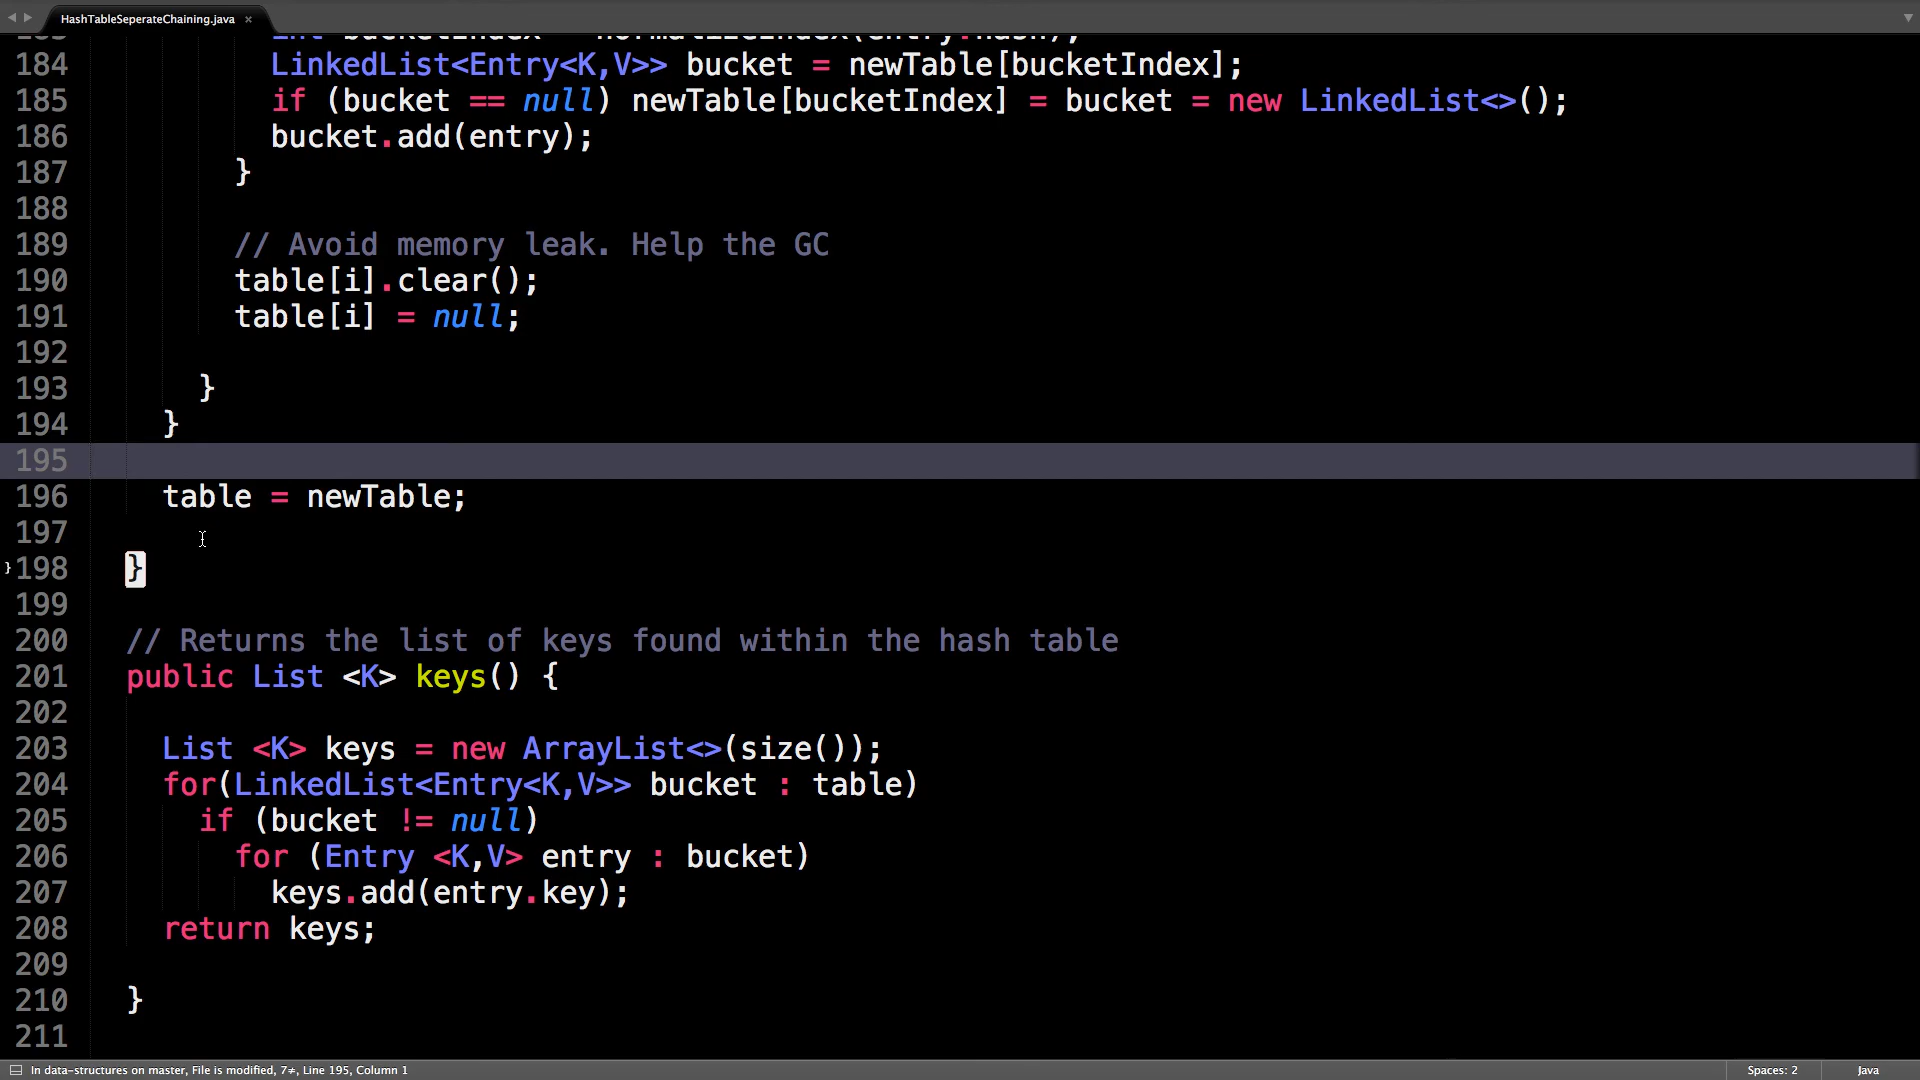 HashTableSeperateChaining.java ×
184 LinkedList<Entry<K,V>> bucket = newTable[bucketIndex];
185 if (bucket == null) newTable[bucketIndex] = bucket = new LinkedList<>();
186 bucket.add(entry);
187 }
188
189 // Avoid memory leak. Help the GC
190 table[i].clear();
191 table[i] = null;
192
193 }
194 }
195
196 table = newTable;
197
198 }
199
200 // Returns the list of keys found within the hash table
201 public List <K> keys() {
202
203 List <K> keys = new ArrayList<>(size());
204 for(LinkedList<Entry<K,V>> bucket : table)
205 if (bucket != null)
206 for (Entry <K,V> entry : bucket)
207 keys.add(entry.key);
208 return keys;
209
210 }
211
In data-structures on master, File is modified, 7≠, Line 195, Column 1 Spaces: 2 Java